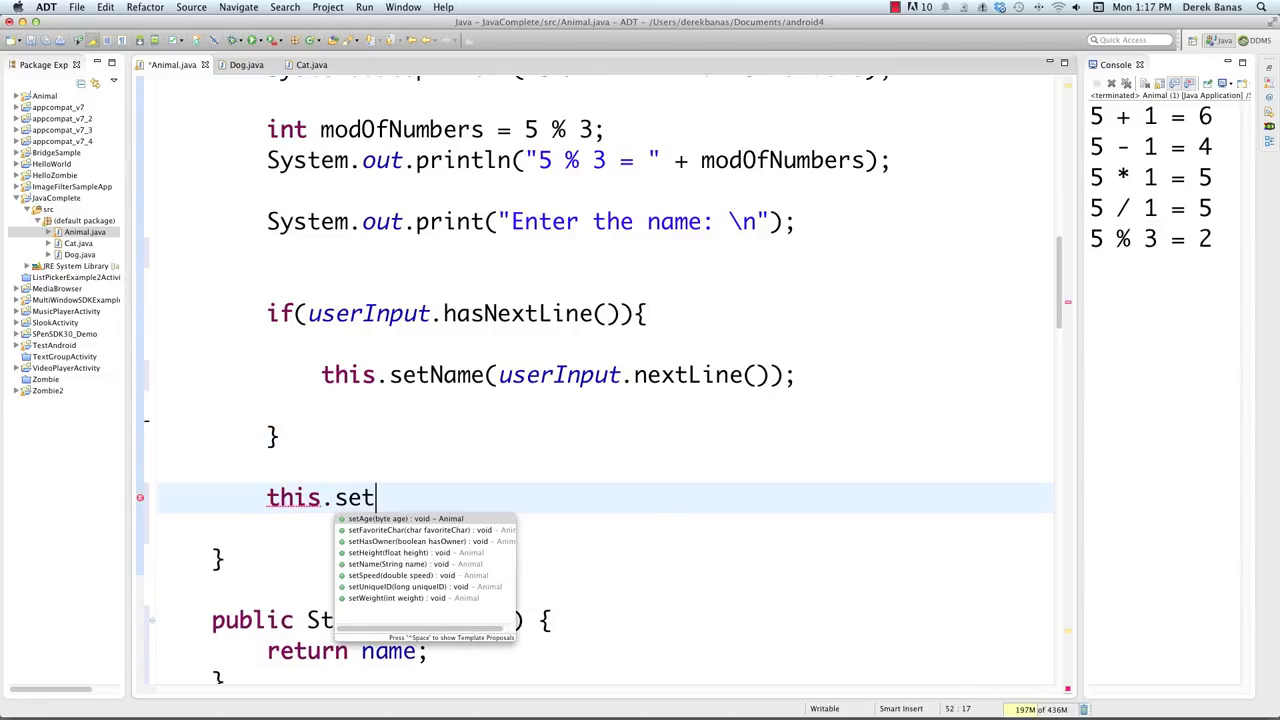 ADT File Edit Refactor Source Navigate Search Project Run Window Help
10 Mon 1:17 PM Derek Banas
Java – JavaComplete/src/Animal.java – ADT – /Users/derekbanas/Documents/android4
Quick Access Java DDMS
Package Exp
Animal
appcompat_v7
appcompat_v7_2
appcompat_v7_3
appcompat_v7_4
BridgeSample
HelloWorld
HelloZombie
ImageFilterSampleApp
JavaComplete
src
(default package)
Animal.java
Cat.java
Dog.java
JRE System Library [Ja
ListPickerExample2Activi
MediaBrowser
MultiWindowSDKExample
MusicPlayerActivity
SlookActivity
SPenSDK30_Demo
TestAndroid
TextGroupActivity
VideoPlayerActivity
Zombie
Zombie2
*Animal.java Dog.java Cat.java
int modOfNumbers = 5 % 3;
System.out.println("5 % 3 = " + modOfNumbers);
System.out.print("Enter the name: \n");
if(userInput.hasNextLine()){
this.setName(userInput.nextLine());
}
this.set
setAge(byte age) : void – Animal
setFavoriteChar(char favoriteChar) : void – Anir
setHasOwner(boolean hasOwner) : void – Anim
setHeight(float height) : void – Animal
setName(String name) : void – Animal
setSpeed(double speed) : void – Animal
setUniqueID(long uniqueID) : void – Animal
setWeight(int weight) : void – Animal
Press '^Space' to show Template Proposals
}
public St ) {
return name;
}
Console
<terminated> Animal (1) [Java Application] /S
5 + 1 = 6
5 - 1 = 4
5 * 1 = 5
5 / 1 = 5
5 % 3 = 2
Writable Smart Insert 52 : 17 197M of 436M